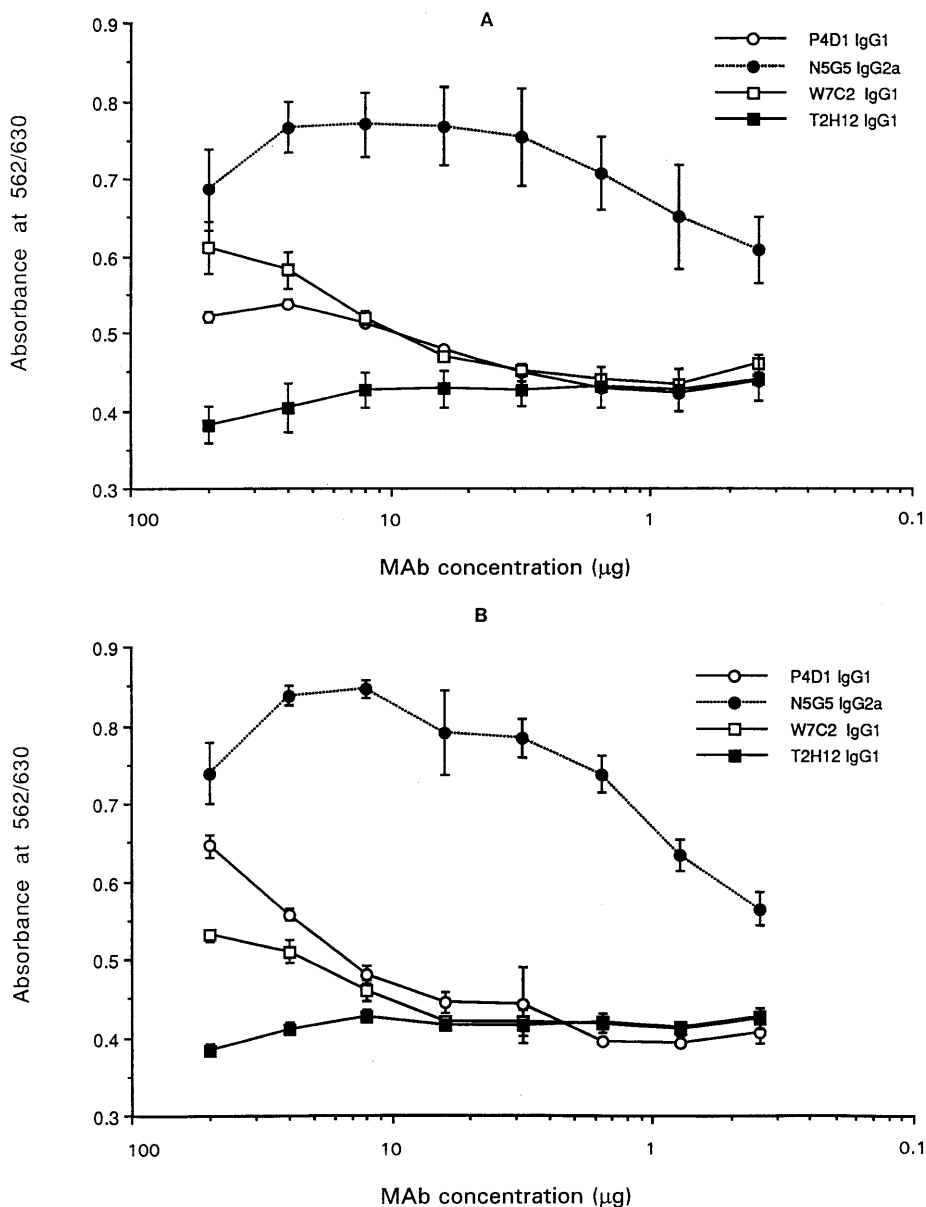 A
0.9
0.8
0.7
0.6
0.5
0.4
0.3
Absorbance at 562/630
P4D1 IgG1
N5G5 IgG2a
W7C2 IgG1
T2H12 IgG1
100
10
1
0.1
MAb concentration (µg)
B
0.9
0.8
0.7
0.6
0.5
0.4
0.3
Absorbance at 562/630
P4D1 IgG1
N5G5 IgG2a
W7C2 IgG1
T2H12 IgG1
100
10
1
0.1
MAb concentration (µg)